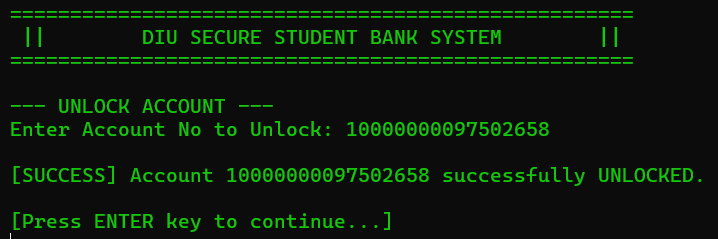 ====================================================
||        DIU SECURE STUDENT BANK SYSTEM        ||
====================================================
--- UNLOCK ACCOUNT ---
Enter Account No to Unlock: 10000000097502658
[SUCCESS] Account 10000000097502658 successfully UNLOCKED.
[Press ENTER key to continue...]